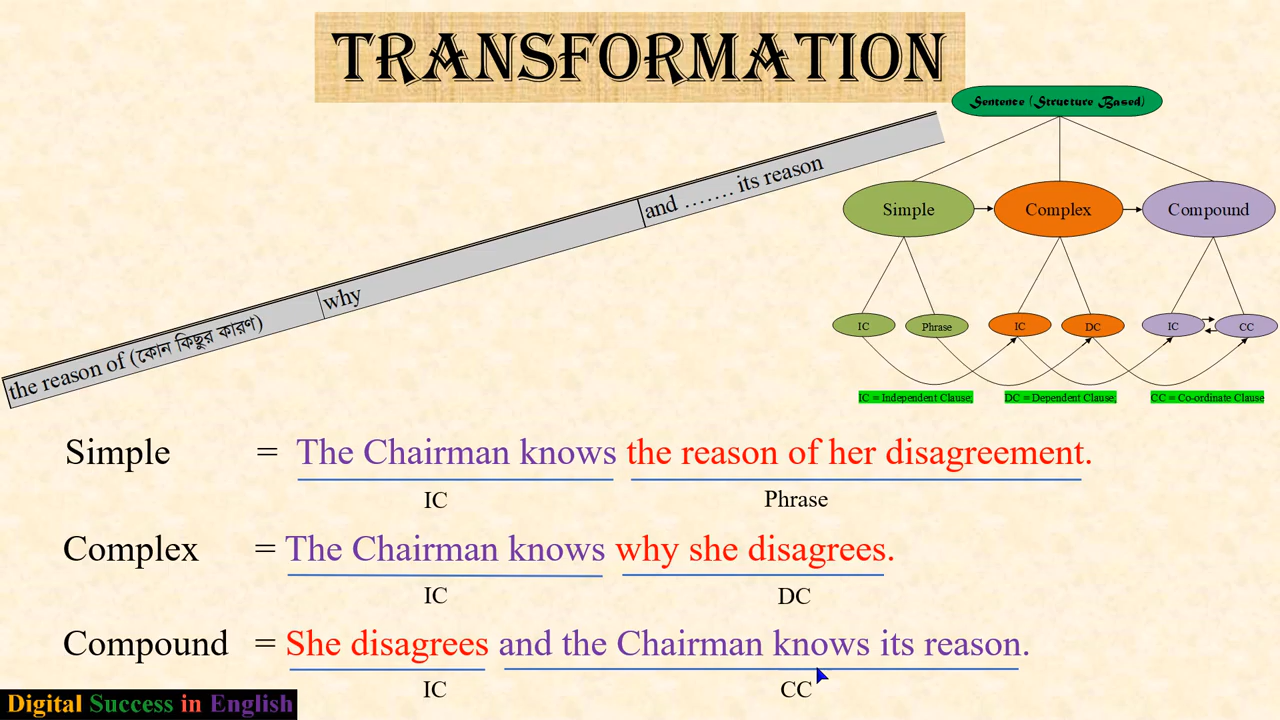 TRANSFORMATION
Sentence (Structure Based)
the reason of (কোন কিছুর কারণ) why and ....... its reason
Simple Complex Compound
IC Phrase IC DC IC CC
IC = Independent Clause; DC = Dependent Clause; CC = Co-ordinate Clause
Simple = The Chairman knows the reason of her disagreement.
IC Phrase
Complex = The Chairman knows why she disagrees.
IC DC
Compound = She disagrees and the Chairman knows its reason.
IC CC
Digital Success in English